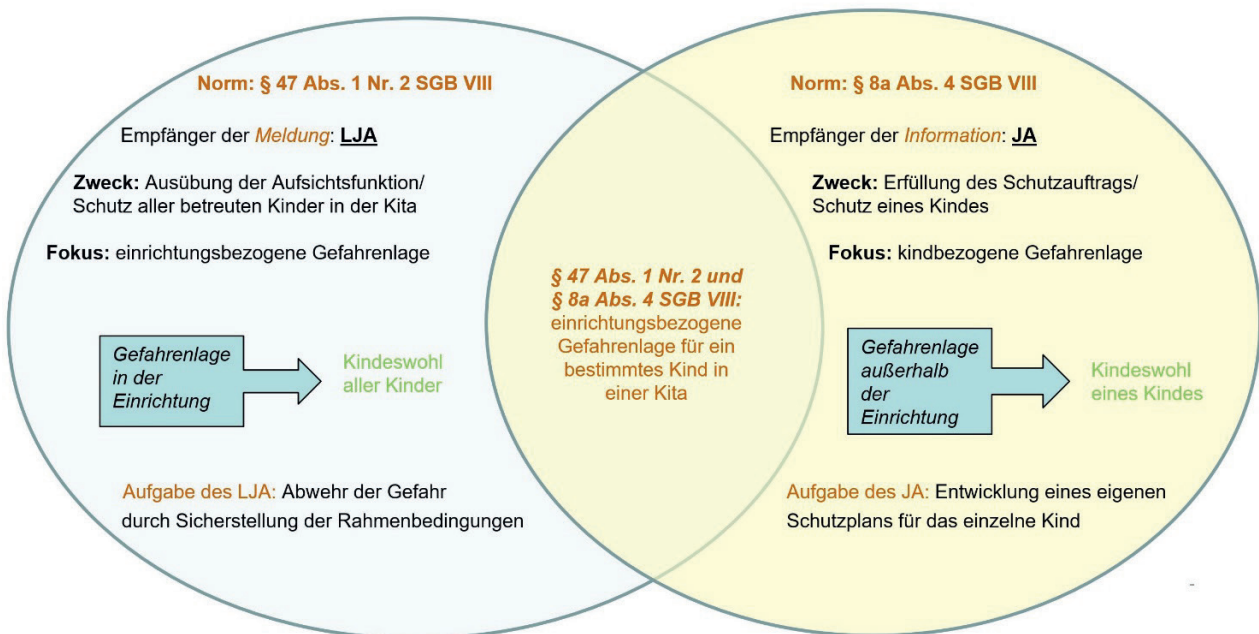 Norm: § 47 Abs. 1 Nr. 2 SGB VIII
Empfänger der Meldung: LJA
Zweck: Ausübung der Aufsichtsfunktion/
Schutz aller betreuten Kinder in der Kita
Fokus: einrichtungsbezogene Gefahrenlage
Gefahrenlage
in der
Einrichtung
Kindeswohl
aller Kinder
Aufgabe des LJA: Abwehr der Gefahr
durch Sicherstellung der Rahmenbedingungen
§ 47 Abs. 1 Nr. 2 und
§ 8a Abs. 4 SGB VIII:
einrichtungsbezogene
Gefahrenlage für ein
bestimmtes Kind in
einer Kita
Norm: § 8a Abs. 4 SGB VIII
Empfänger der Information: JA
Zweck: Erfüllung des Schutzauftrags/
Schutz eines Kindes
Fokus: kindbezogene Gefahrenlage
Gefahrenlage
außerhalb
der
Einrichtung
Kindeswohl
eines Kindes
Aufgabe des JA: Entwicklung eines eigenen
Schutzplans für das einzelne Kind
-